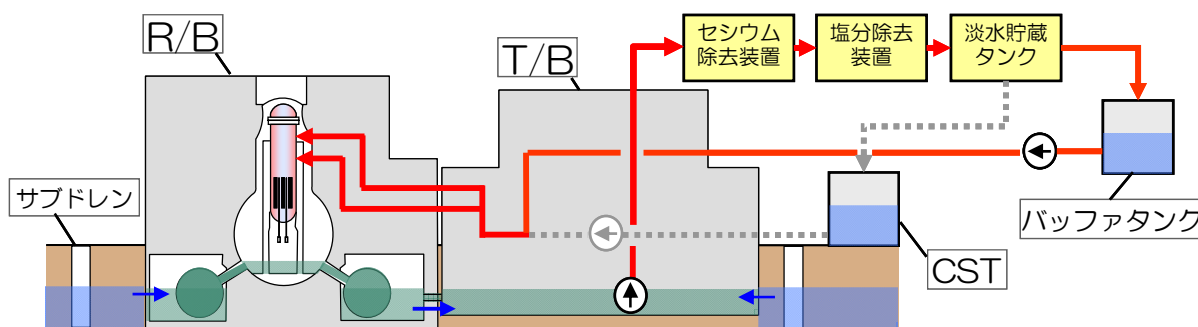 R/B
T/B
セシウム
除去装置
塩分除去
装置
淡水貯蔵
タンク
サブドレン
バッファタンク
CST